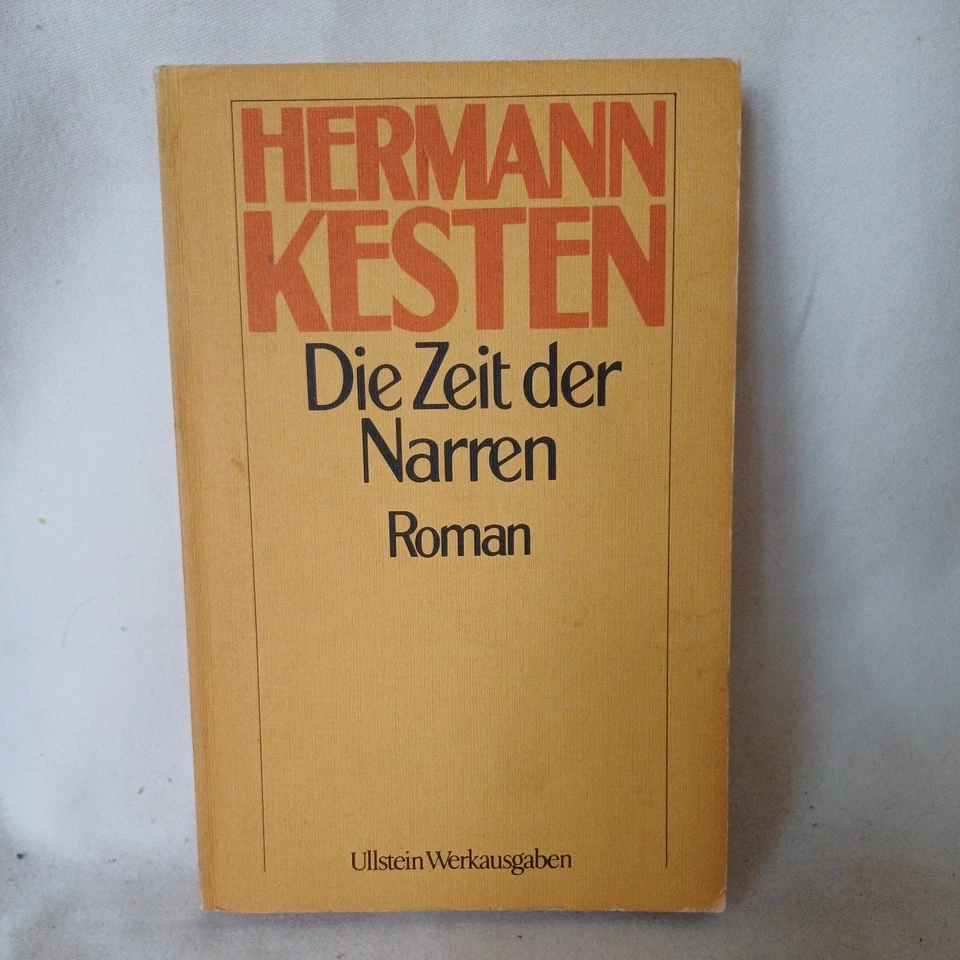 HERMANN
KESTEN
Die Zeit der
Narren
Roman
Ullstein Werkausgaben